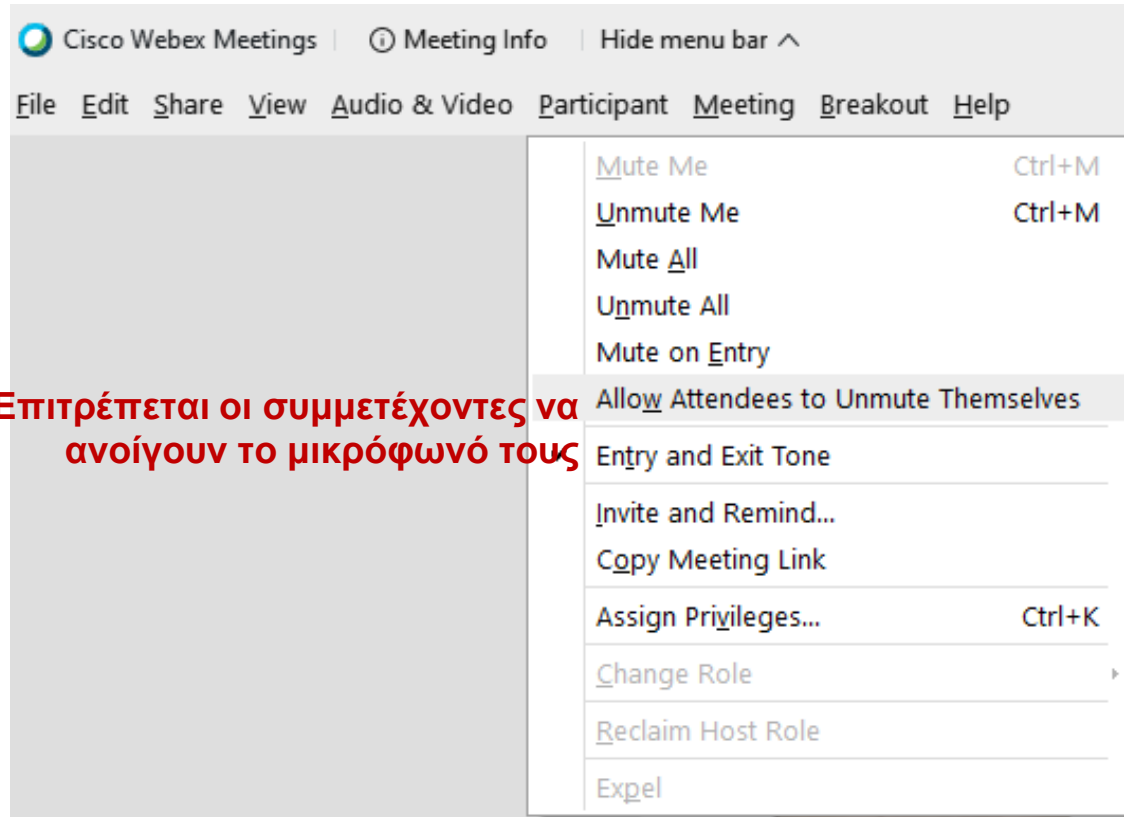 Cisco Webex Meetings Meeting Info Hide menu bar
File Edit Share View Audio & Video Participant Meeting Breakout Help
Mute Me Ctrl+M
Unmute Me Ctrl+M
Mute All
Unmute All
Mute on Entry
Επιτρέπεται οι συμμετέχοντες να
ανοίγουν το μικρόφωνό τους
Allow Attendees to Unmute Themselves
Entry and Exit Tone
Invite and Remind...
Copy Meeting Link
Assign Privileges... Ctrl+K
Change Role
Reclaim Host Role
Expel